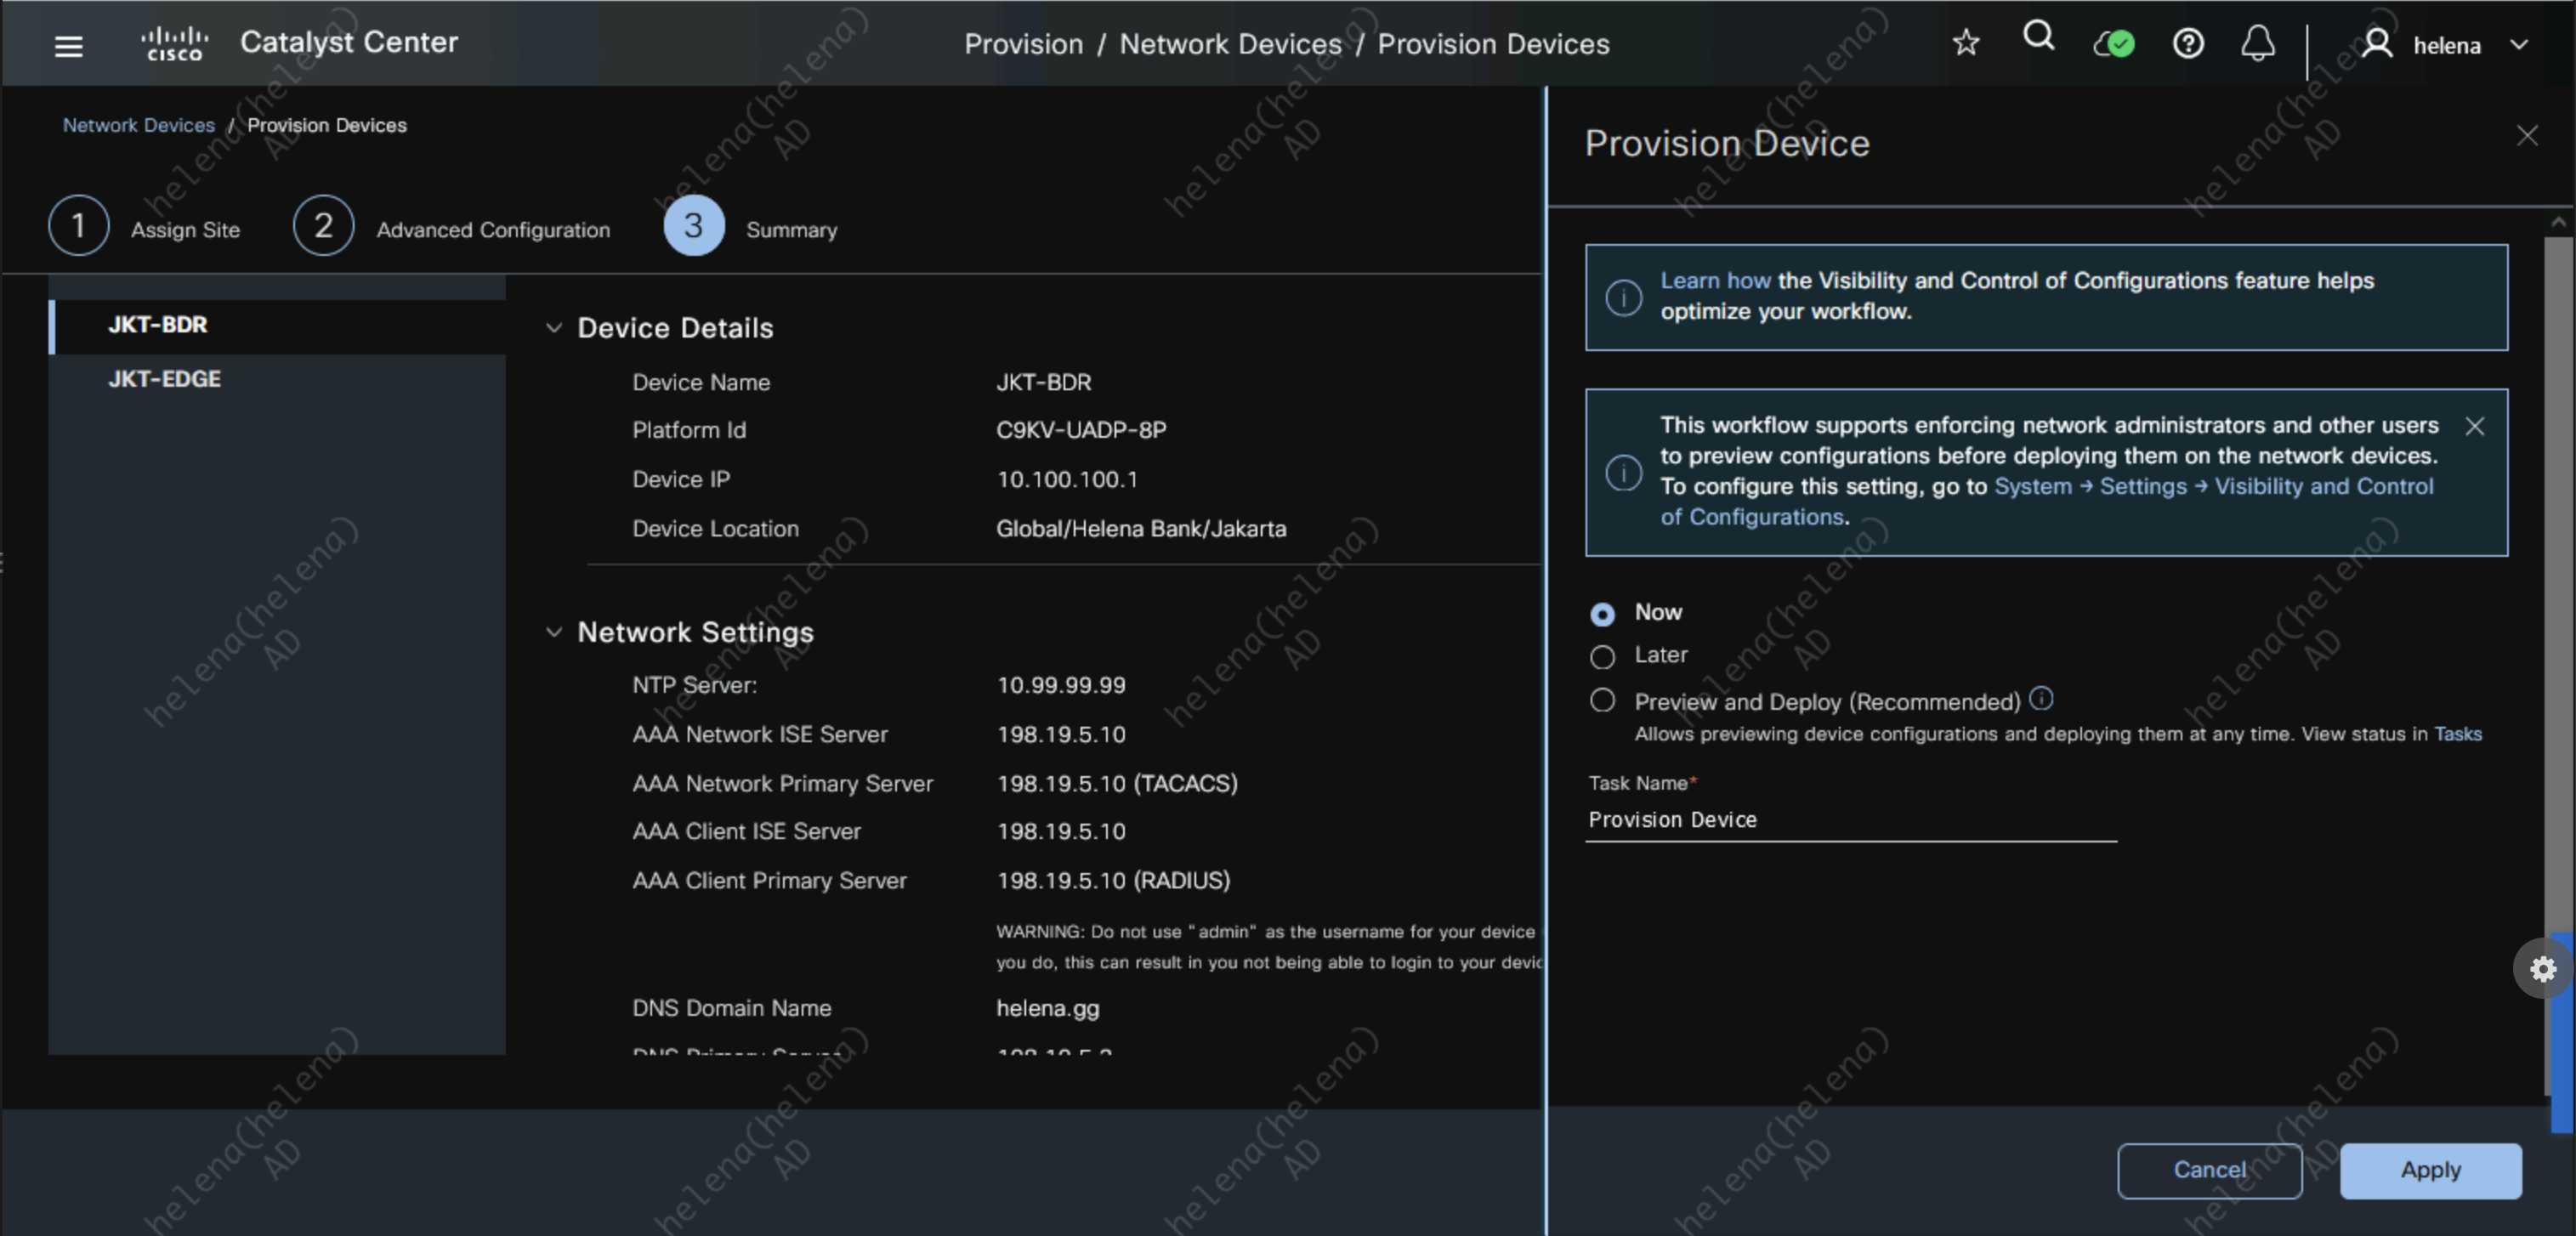 CISCO
Catalyst Center
Provision / Network Devices / Provision Devices
helena
Network Devices / Provision Devices
1 Assign Site
2 Advanced Configuration
3 Summary
JKT-BDR
JKT-EDGE
Device Details
Device Name JKT-BDR
Platform Id C9KV-UADP-8P
Device IP 10.100.100.1
Device Location Global/Helena Bank/Jakarta
Network Settings
NTP Server: 10.99.99.99
AAA Network ISE Server 198.19.5.10
AAA Network Primary Server 198.19.5.10 (TACACS)
AAA Client ISE Server 198.19.5.10
AAA Client Primary Server 198.19.5.10 (RADIUS)
WARNING: Do not use "admin" as the username for your device
you do, this can result in you not being able to login to your
DNS Domain Name helena.gg
DNS Primary Server
Provision Device
Learn how the Visibility and Control of Configurations feature helps
optimize your workflow.
This workflow supports enforcing network administrators and other users
to preview configurations before deploying them on the network devices.
To configure this setting, go to System → Settings → Visibility and Control
of Configurations.
Now
Later
Preview and Deploy (Recommended)
Allows previewing device configurations and deploying them at any time. View status in Tasks
Task Name*
Provision Device
Cancel
Apply
helena(helena)
AD